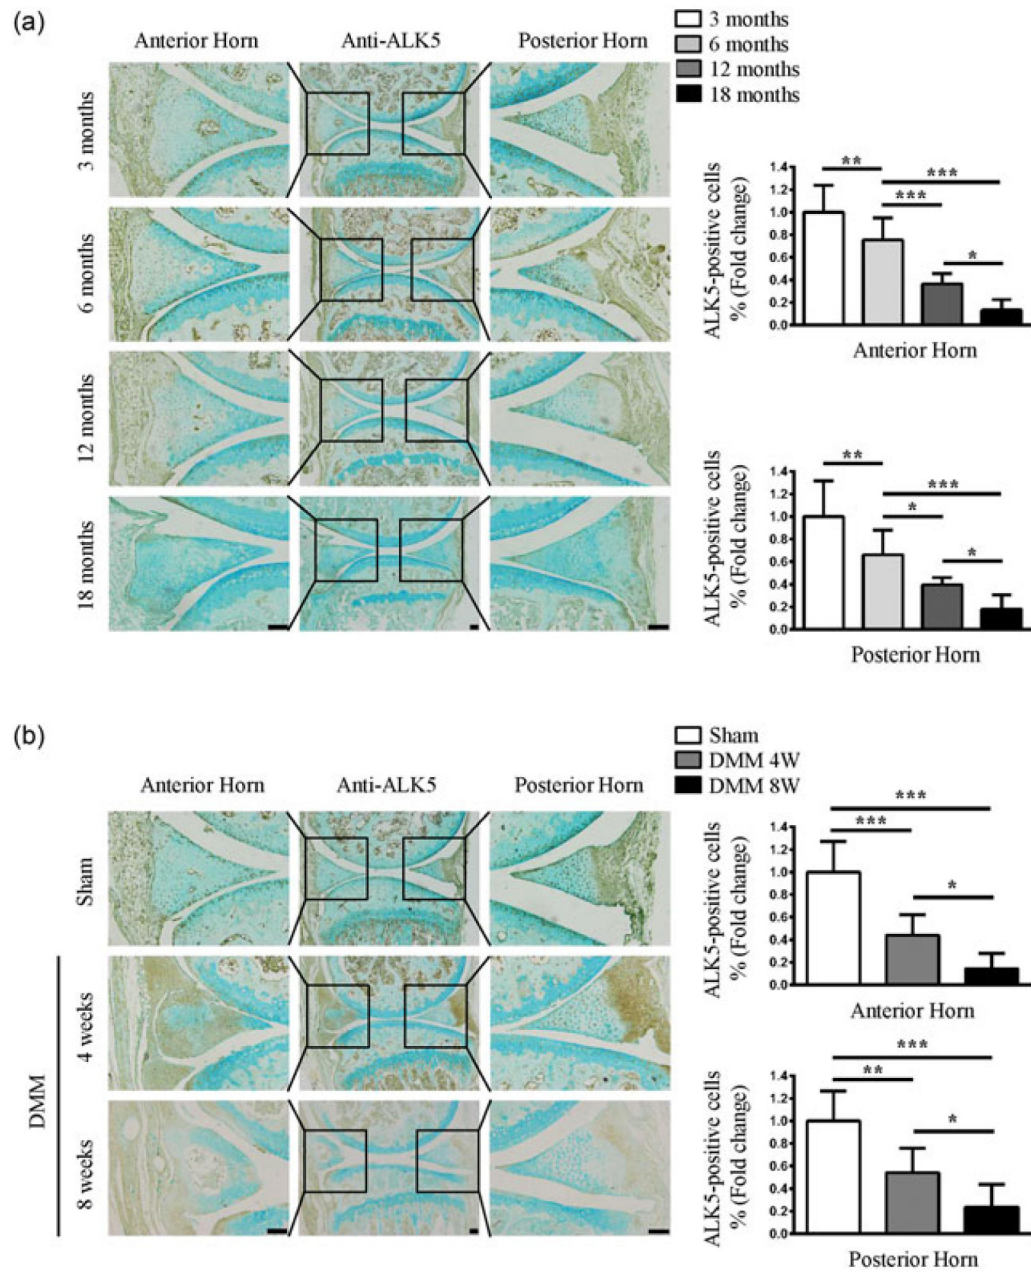 (a)
Anterior Horn Anti-ALK5 Posterior Horn
3 months
6 months
12 months
18 months
3 months
6 months
12 months
18 months
ALK5-positive cells
% (Fold change)
1.4
1.2
1.0
0.8
0.6
0.4
0.2
0.0
** *** *** *
Anterior Horn
ALK5-positive cells
% (Fold change)
1.4
1.2
1.0
0.8
0.6
0.4
0.2
0.0
** *** * *
Posterior Horn
(b)
Anterior Horn Anti-ALK5 Posterior Horn
Sham
DMM
4 weeks
8 weeks
Sham
DMM 4W
DMM 8W
ALK5-positive cells
% (Fold change)
1.4
1.2
1.0
0.8
0.6
0.4
0.2
0.0
*** *** *
Anterior Horn
ALK5-positive cells
% (Fold change)
1.4
1.2
1.0
0.8
0.6
0.4
0.2
0.0
*** ** *
Posterior Horn